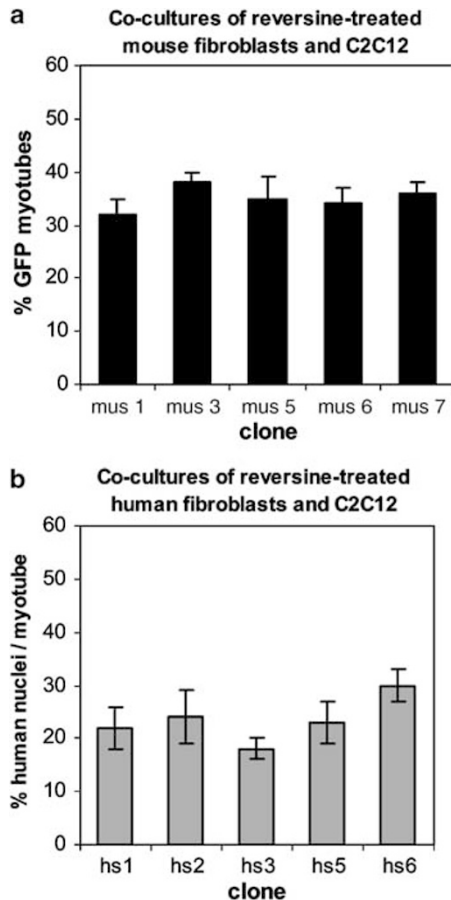 a
Co-cultures of reversine-treated
mouse fibroblasts and C2C12
% GFP myotubes
60
50
40
30
20
10
0
mus 1 mus 3 mus 5 mus 6 mus 7
clone
b
Co-cultures of reversine-treated
human fibroblasts and C2C12
% human nuclei / myotube
60
50
40
30
20
10
0
hs1 hs2 hs3 hs5 hs6
clone